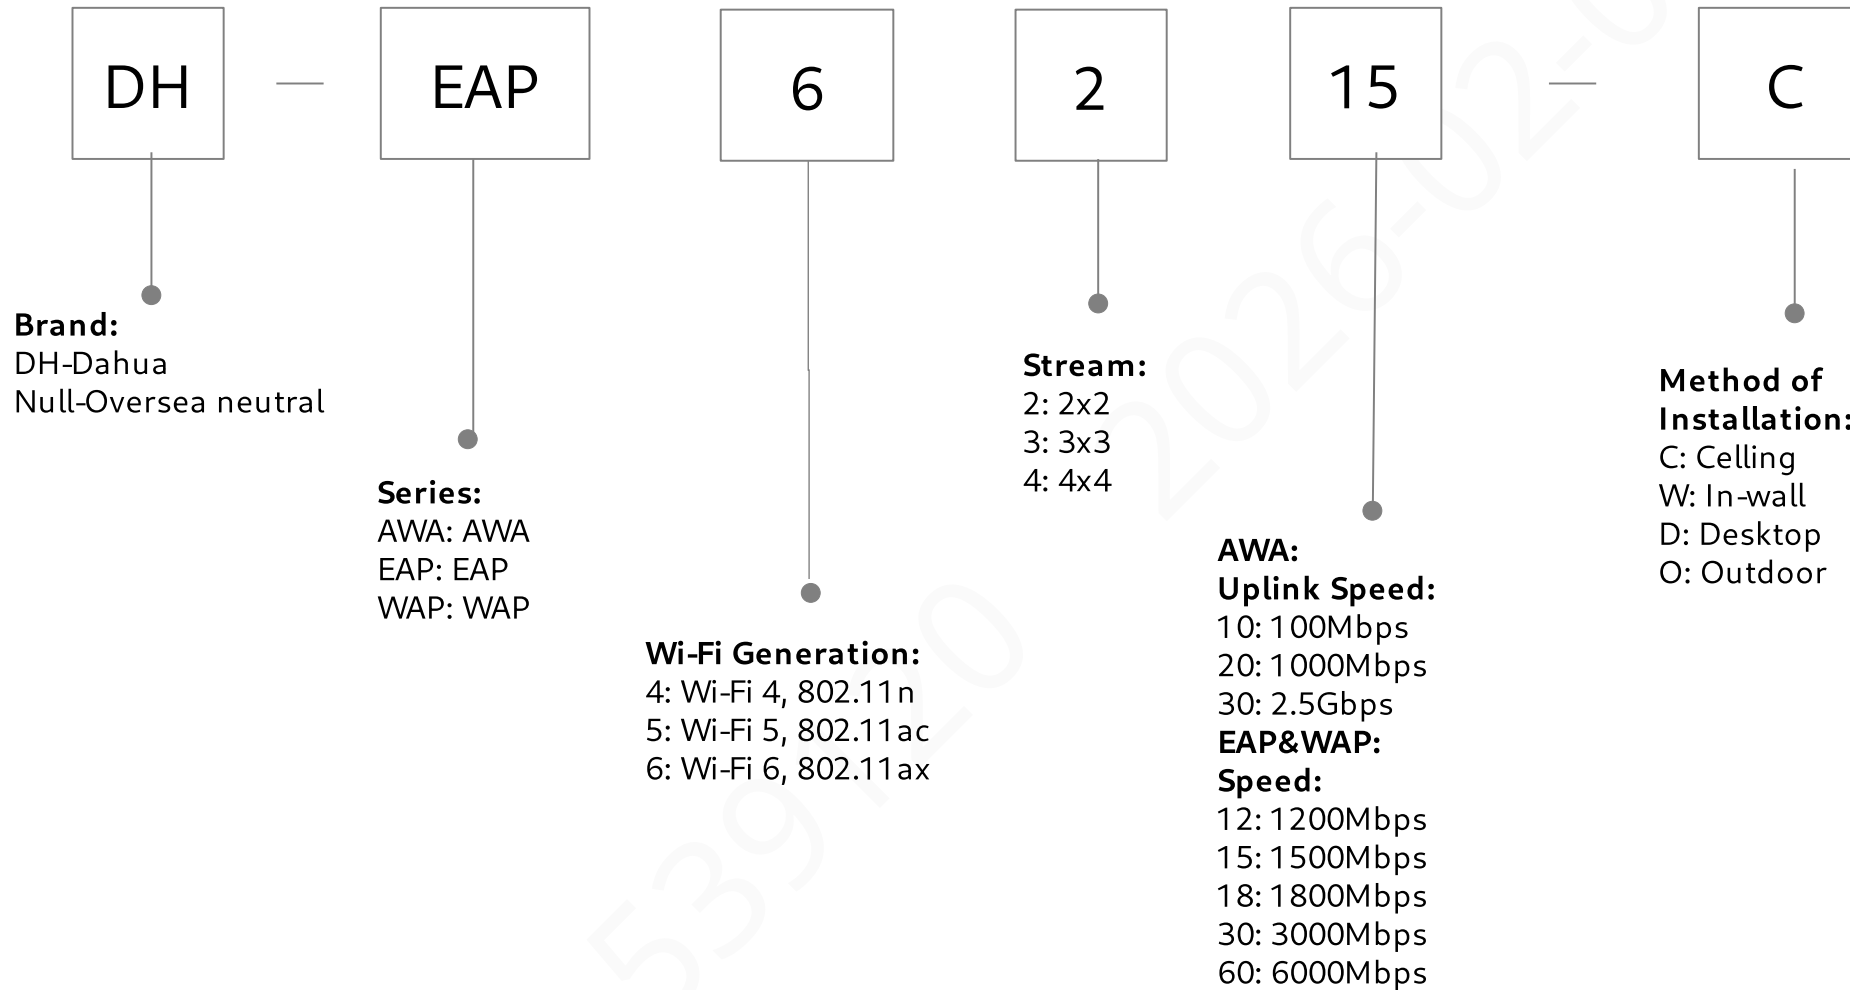 DH — EAP 6 2 15 — C
Brand:
DH-Dahua
Null-Oversea neutral
Series:
AWA: AWA
EAP: EAP
WAP: WAP
Wi-Fi Generation:
4: Wi-Fi 4, 802.11n
5: Wi-Fi 5, 802.11ac
6: Wi-Fi 6, 802.11ax
Stream:
2: 2x2
3: 3x3
4: 4x4
AWA:
Uplink Speed:
10: 100Mbps
20: 1000Mbps
30: 2.5Gbps
EAP&WAP:
Speed:
12: 1200Mbps
15: 1500Mbps
18: 1800Mbps
30: 3000Mbps
60: 6000Mbps
Method of
Installation:
C: Celling
W: In-wall
D: Desktop
O: Outdoor